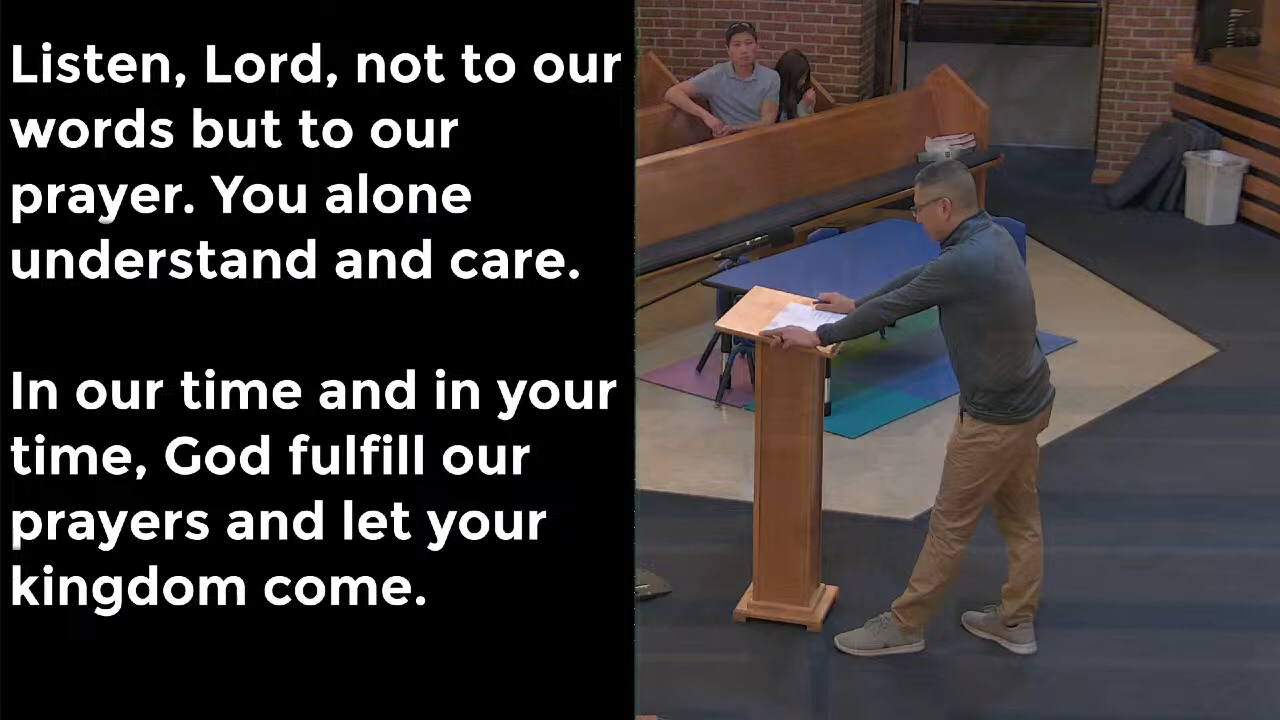 Listen, Lord, not to our
words but to our
prayer. You alone
understand and care.
In our time and in your
time, God fulfill our
prayers and let your
kingdom come.